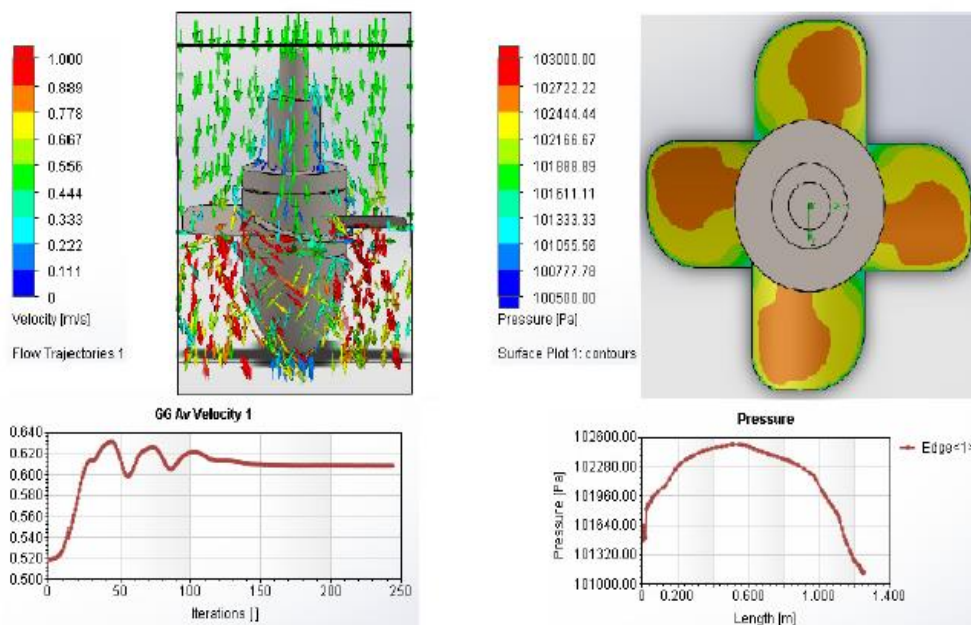 1.000
0.889
0.778
0.667
0.556
0.444
0.333
0.222
0.111
0
Velocity [m/s]
Flow Trajectories 1
103000.00
102722.22
102444.44
102166.67
101888.89
101611.11
101333.33
101055.56
100777.78
100500.00
Pressure [Pa]
Surface Plot 1: contours
GG Av Velocity 1
0.640
0.620
0.600
0.580
0.560
0.540
0.520
0.500
0 50 100 150 200 250
Iterations [ ]
Pressure
102600.00
102280.00
101960.00
101640.00
101320.00
101000.00
Pressure [Pa]
0 0.200 0.600 1.000 1.400
Length [m]
Edge<1>